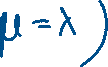 μ = λ )